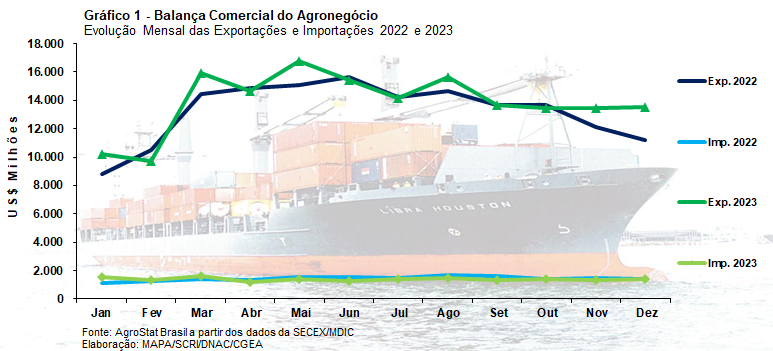 Gráfico 1 - Balança Comercial do Agronegócio
Evolução Mensal das Exportações e Importações 2022 e 2023
US$ Milhões
18.000
16.000
14.000
12.000
10.000
8.000
6.000
4.000
2.000
0
Jan Fev Mar Abr Mai Jun Jul Ago Set Out Nov Dez
Exp. 2022
Imp. 2022
Exp. 2023
Imp. 2023
LIBRA HOUSTON
Fonte: AgroStat Brasil a partir dos dados da SECEX/MDIC
Elaboração: MAPA/SCRI/DNAC/CGEA